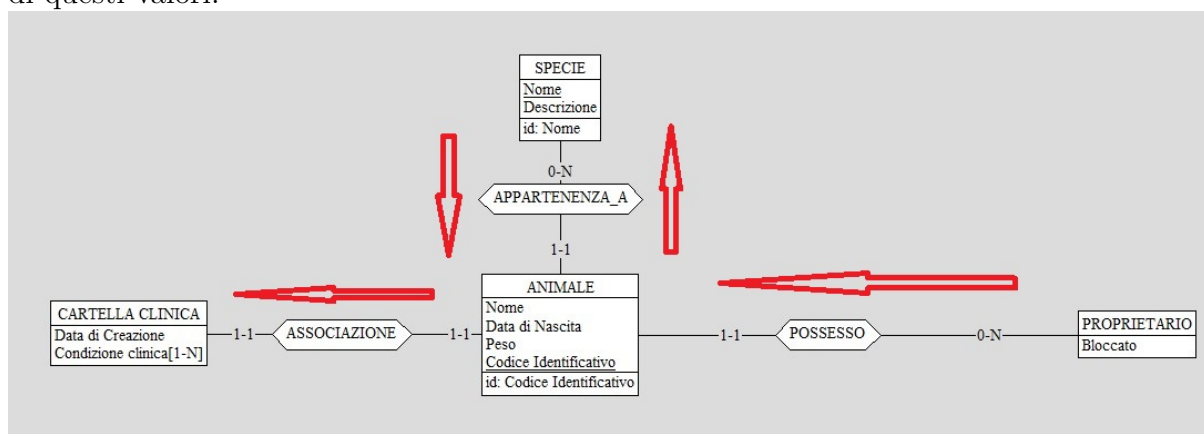 di questi valori.
SPECIE
Nome
Descrizione
id: Nome
0-N
APPARTENENZA_A
1-1
ANIMALE
Nome
Data di Nascita
Peso
Codice Identificativo
id: Codice Identificativo
CARTELLA CLINICA
Data di Creazione
Condizione clinica[1-N]
1-1
ASSOCIAZIONE
1-1
1-1
POSSESSO
0-N
PROPRIETARIO
Bloccato